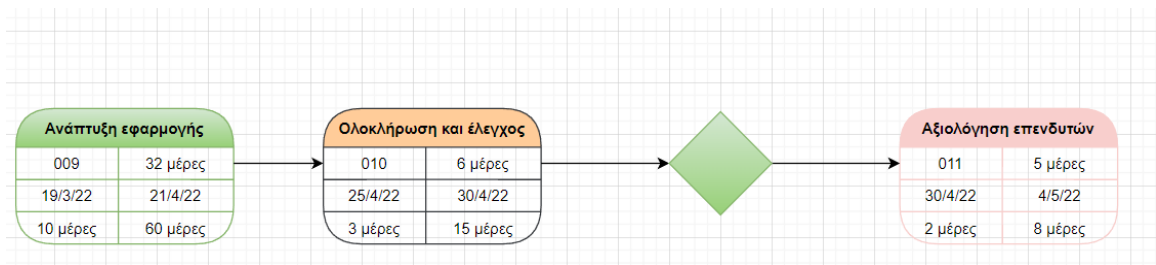 Ανάπτυξη εφαρμογής
009 32 μέρες
19/3/22 21/4/22
10 μέρες 60 μέρες
Ολοκλήρωση και έλεγχος
010 6 μέρες
25/4/22 30/4/22
3 μέρες 15 μέρες
Αξιολόγηση επενδυτών
011 5 μέρες
30/4/22 4/5/22
2 μέρες 8 μέρες